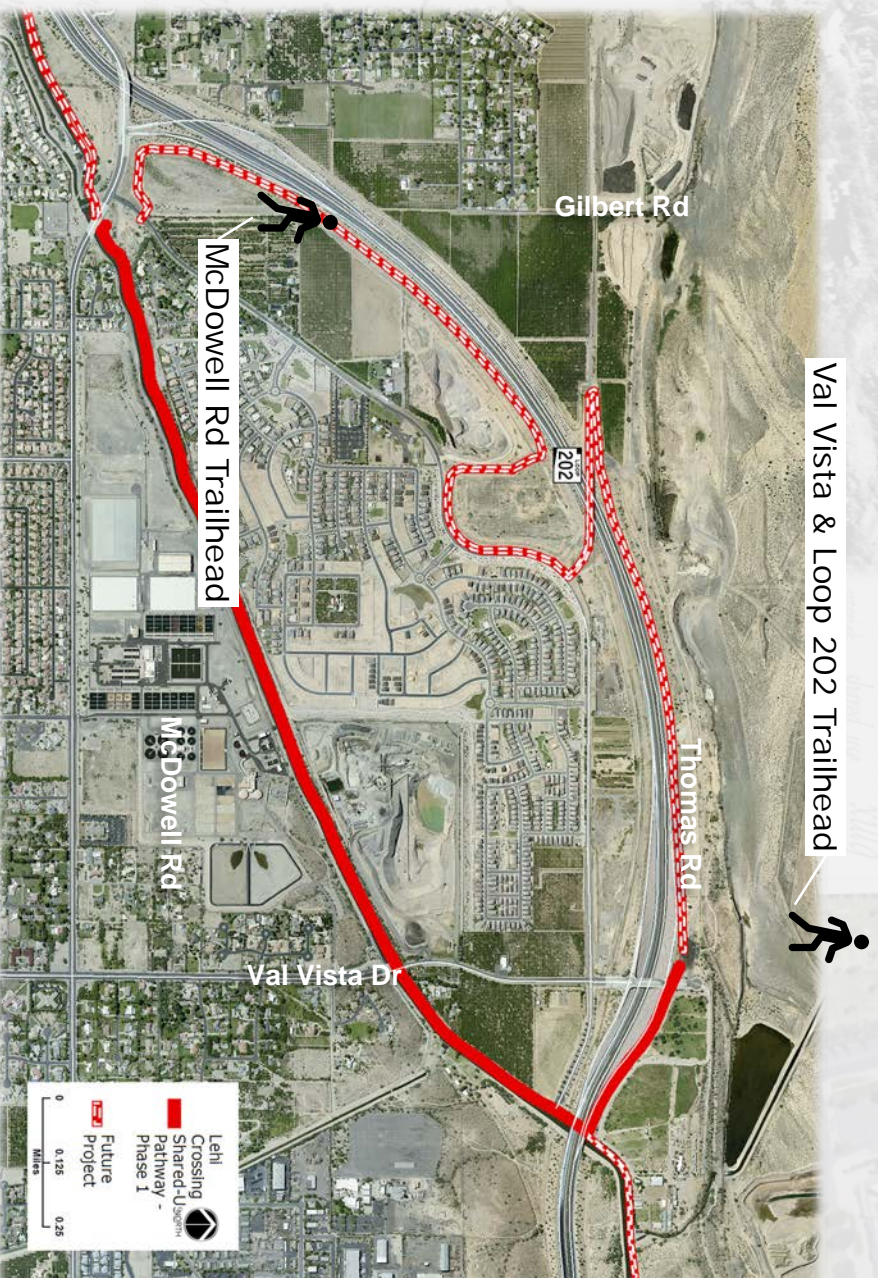 Gilbert Rd
Val Vista & Loop 202 Trailhead
McDowell Rd Trailhead
LOOP
202
Thomas Rd
McDowell Rd
Val Vista Dr
Lehi
Crossing
Shared-U
NORTH
Pathway -
Phase 1
Future
Project
0
0.125
0.25
Miles